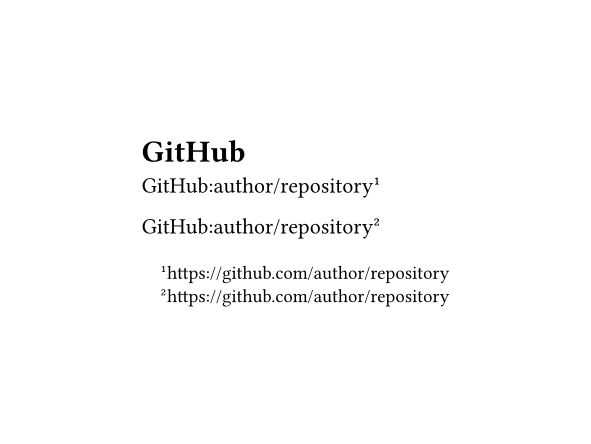 GitHub
GitHub:author/repository¹
GitHub:author/repository²
¹https://github.com/author/repository
²https://github.com/author/repository